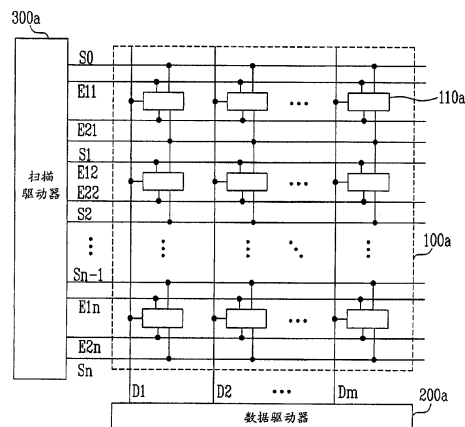 300a
S0
E11
110a
E21
S1
E12
扫描
驱动器
E22
S2
100a
Sn-1
E1n
E2n
Sn
D1 D2 ••• Dm
200a
数据驱动器